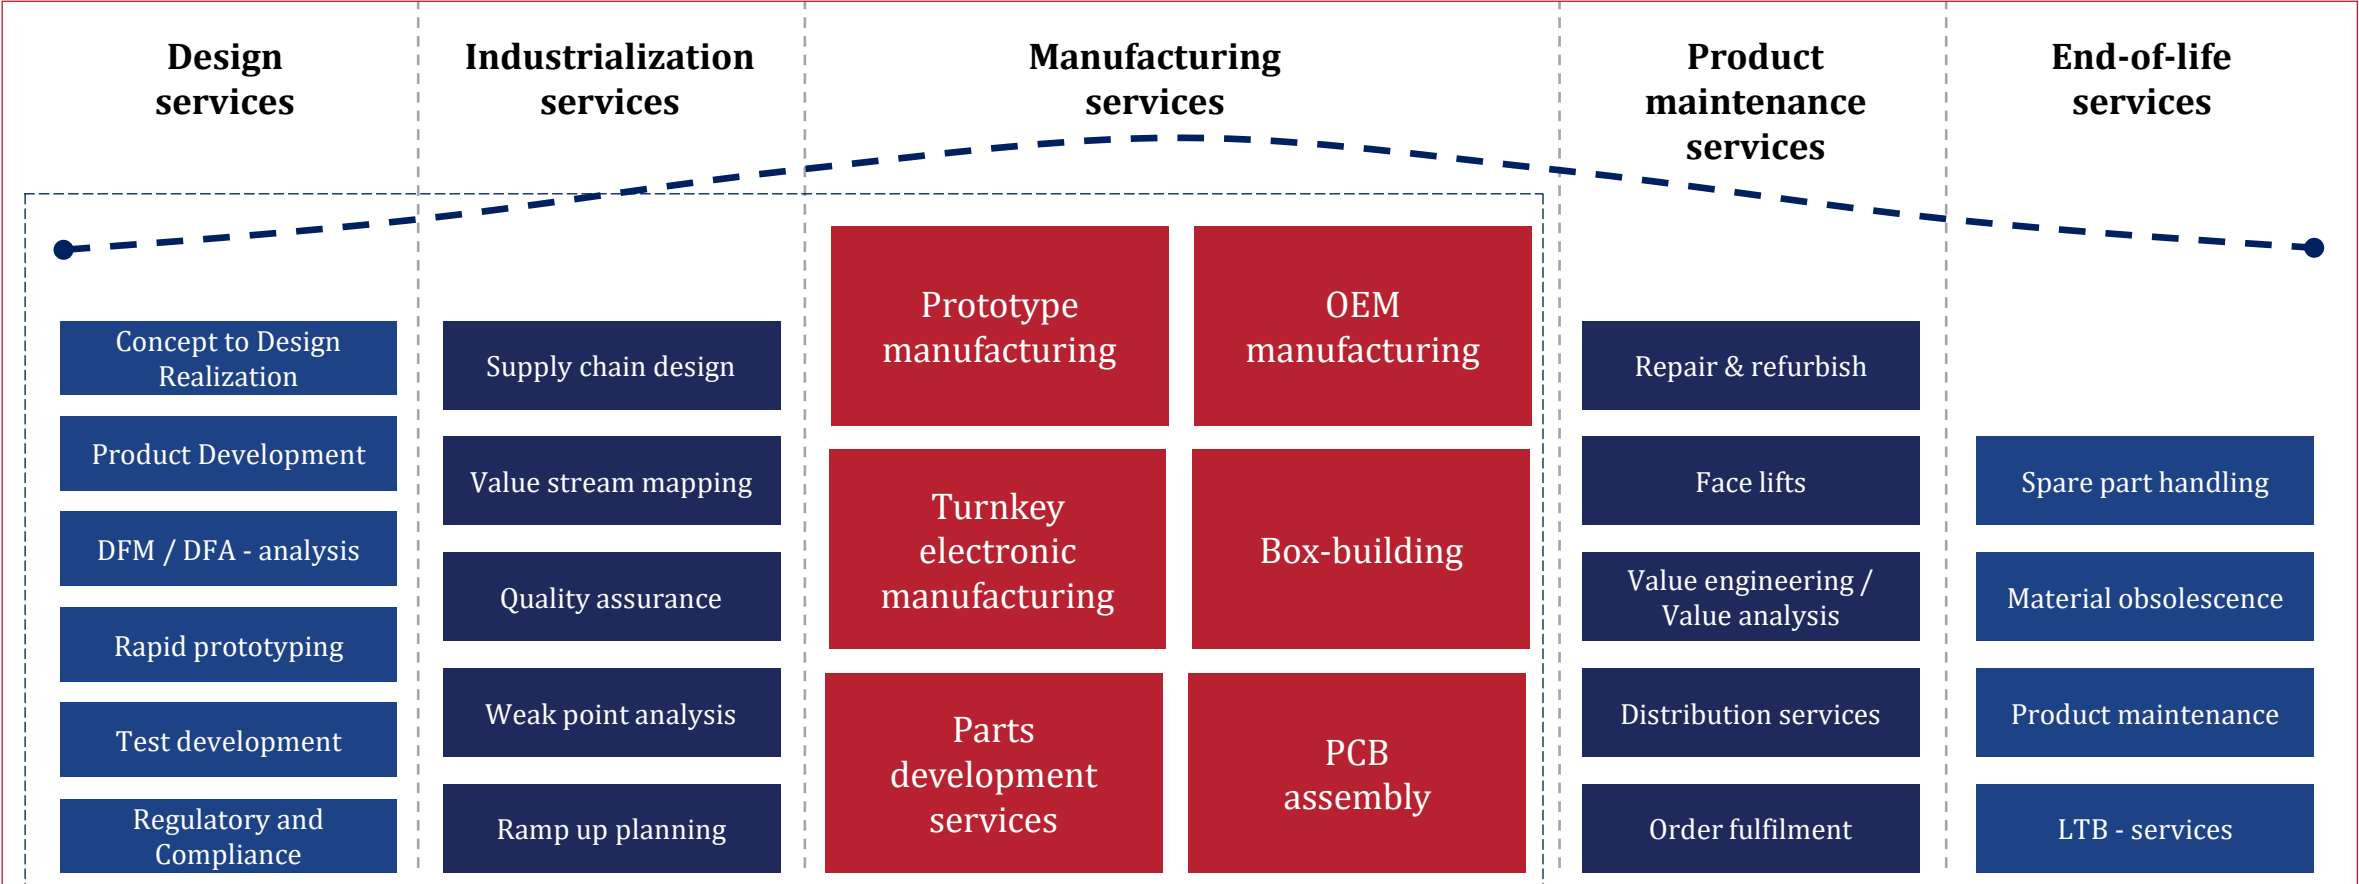 Design
services
Industrialization
services
Manufacturing
services
Product
maintenance
services
End-of-life
services
Concept to Design
Realization
Product Development
DFM / DFA - analysis
Rapid prototyping
Test development
Regulatory and
Compliance
Supply chain design
Value stream mapping
Quality assurance
Weak point analysis
Ramp up planning
Prototype
manufacturing
OEM
manufacturing
Turnkey
electronic
manufacturing
Box-building
Parts
development
services
PCB
assembly
Repair & refurbish
Face lifts
Value engineering /
Value analysis
Distribution services
Order fulfilment
Spare part handling
Material obsolescence
Product maintenance
LTB - services